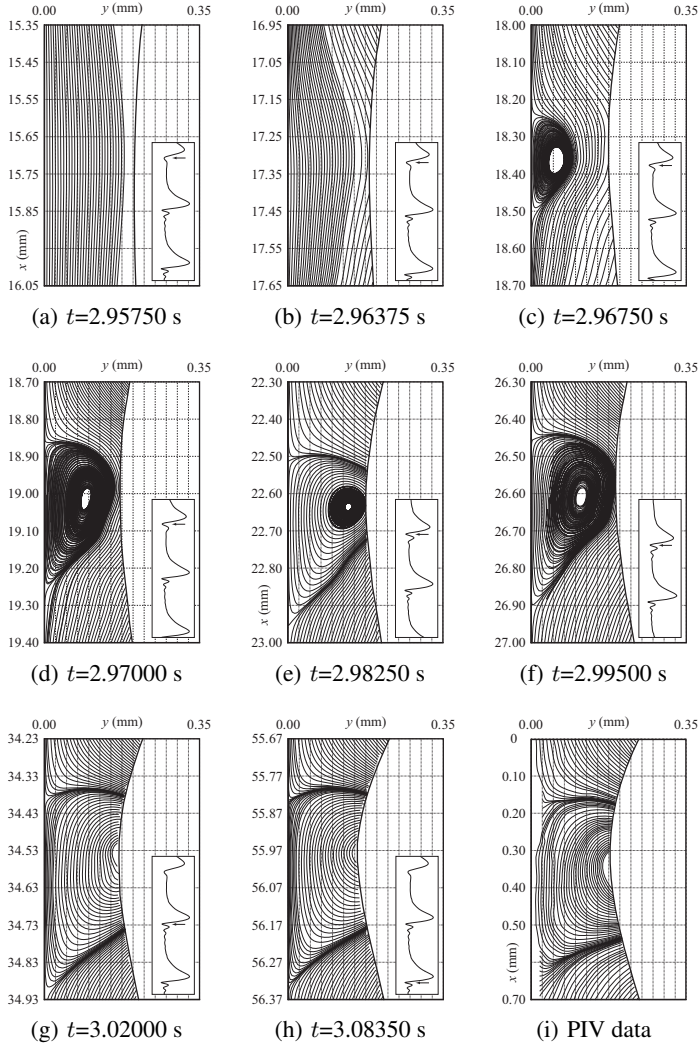 0.00 y (mm) 0.35 0.00 y (mm) 0.35 0.00 y (mm) 0.35
15.35 16.95 18.00
15.45 17.05 18.10
15.55 17.15 18.20
15.65 17.25 18.30
15.75 17.35 18.40
15.85 17.45 18.50
x (mm) 15.95 17.55 18.60
16.05 17.65 18.70
(a) t=2.95750 s (b) t=2.96375 s (c) t=2.96750 s
0.00 y (mm) 0.35 0.00 y (mm) 0.35 0.00 y (mm) 0.35
18.70 22.30 26.30
18.80 22.40 26.40
18.90 22.50 26.50
19.00 22.60 26.60
19.10 22.70 26.70
19.20 22.80 26.80
19.30 x (mm) 22.90 26.90
19.40 23.00 27.00
(d) t=2.97000 s (e) t=2.98250 s (f) t=2.99500 s
0.00 y (mm) 0.35 0.00 y (mm) 0.35 0.00 y (mm) 0.35
34.23 55.67 0
34.33 55.77 0.10
34.43 55.87 0.20
34.53 55.97 0.30
34.63 56.07 0.40
34.73 56.17 0.50
34.83 56.27 x (mm) 0.60
34.93 56.37 0.70
(g) t=3.02000 s (h) t=3.08350 s (i) PIV data